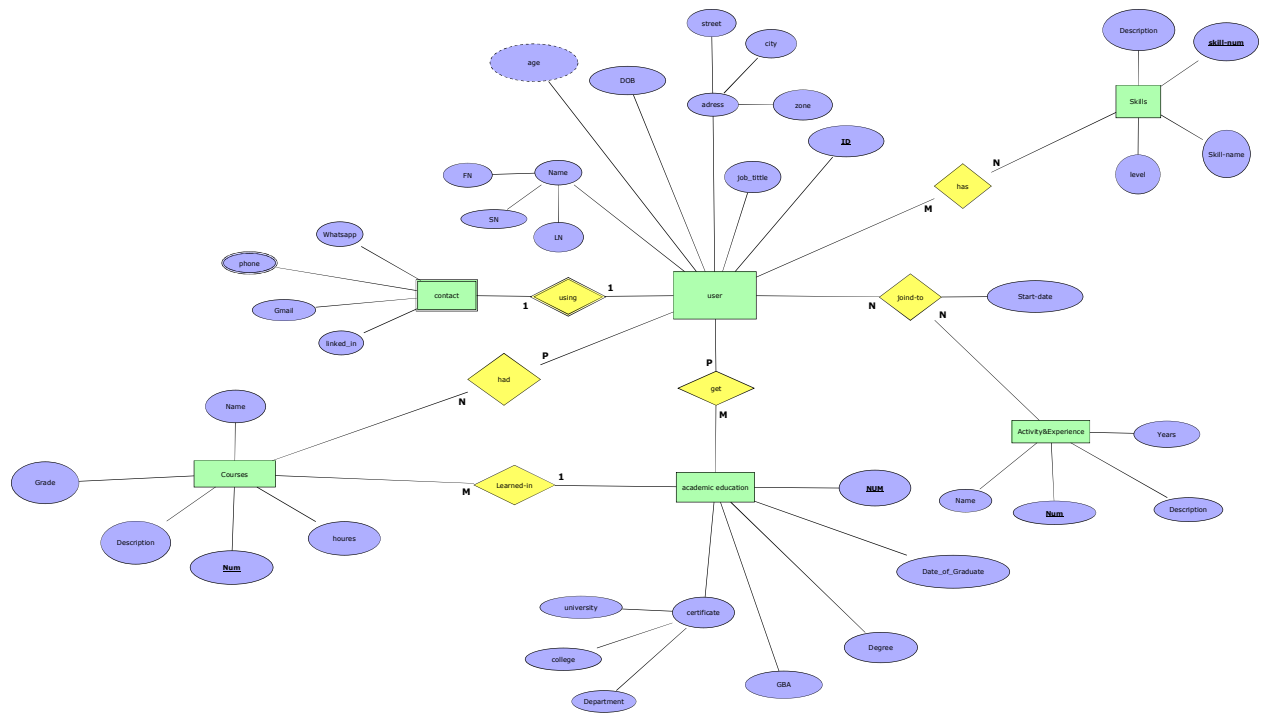 street
Description
skill-num
city
age
DOB
Skills
adress
zone
ID
Skill-name
N
FN
Name
job_tittle
level
has
M
SN
LN
Whatsapp
phone
contact
using
1
1
user
joind-to
Start-date
N
N
Gmail
linked_in
P
P
had
get
N
M
Name
Activity&Experience
Years
Courses
Grade
M
Learned-in
1
academic education
NUM
Name
Num
Description
Description
houres
Num
Date_of_Graduate
university
certificate
college
Degree
GBA
Department